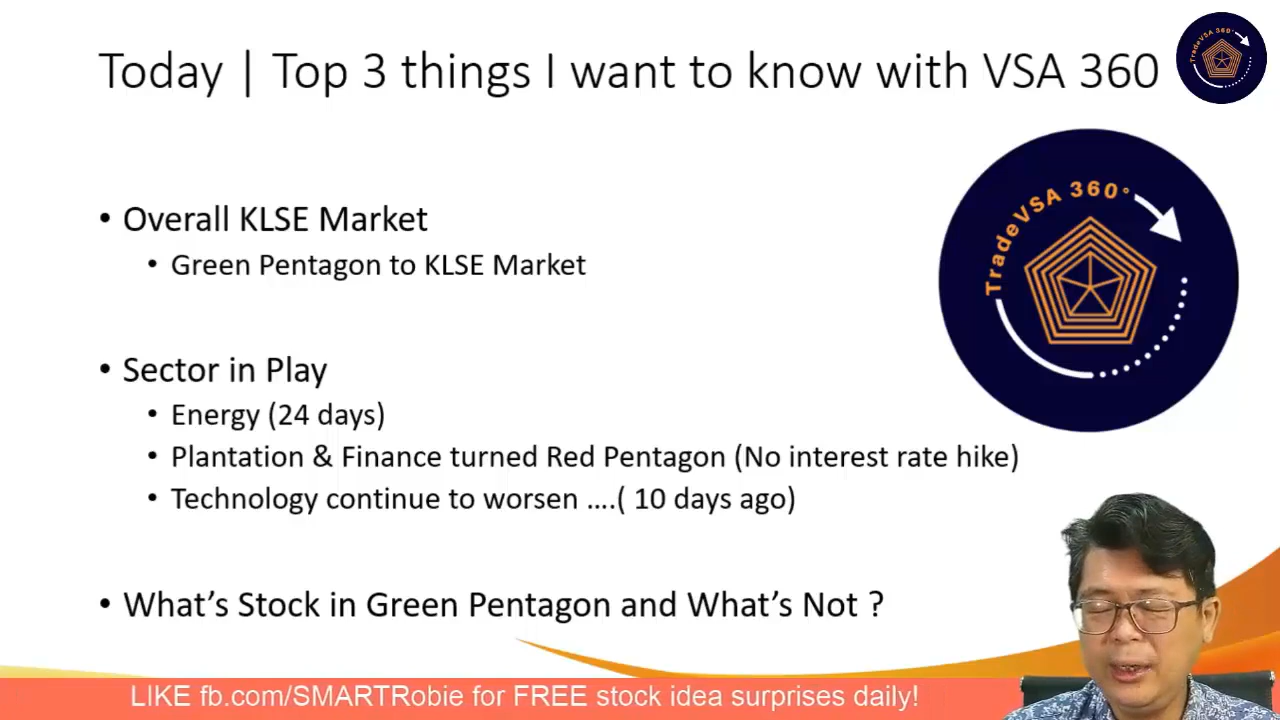 Today | Top 3 things I want to know with VSA 360
TradeVSA 360°
TradeVSA 360°
• Overall KLSE Market
• Green Pentagon to KLSE Market
• Sector in Play
• Energy (24 days)
• Plantation & Finance turned Red Pentagon (No interest rate hike)
• Technology continue to worsen ....( 10 days ago)
• What's Stock in Green Pentagon and What's Not ?
LIKE fb.com/SMARTRobie for FREE stock idea surprises daily!